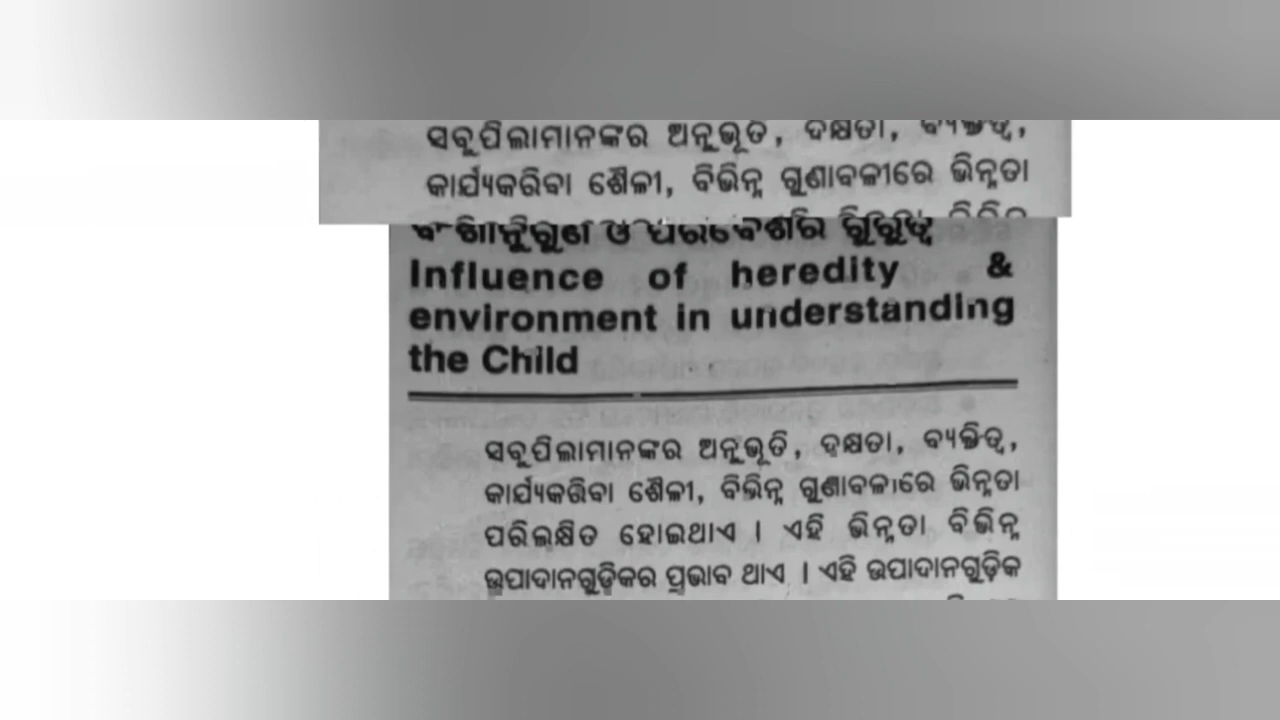 ସବୁପିଲାମାନଙ୍କର ଅନୁଭୂତି, ଦକ୍ଷତା, ବ୍ୟକ୍ତିତ୍ୱ,
କାର୍ଯ୍ୟକରିବା ଶୈଳୀ, ବିଭିନ୍ନ ଗୁଣାବଳୀରେ ଭିନ୍ନତା
ଓ
Influence of heredity &
environment in understanding
the Child
ସବୁପିଲାମାନଙ୍କର ଅନୁଭୂତି, ଦକ୍ଷତା, ବ୍ୟକ୍ତିତ୍ୱ,
କାର୍ଯ୍ୟକରିବା ଶୈଳୀ, ବିଭିନ୍ନ ଗୁଣାବଳୀରେ ଭିନ୍ନତା
ପରିଲକ୍ଷିତ ହୋଇଥାଏ । ଏହି ଭିନ୍ନତା ବିଭିନ୍ନ
ଉପାଦାନଗୁଡ଼ିକର ପ୍ରଭାବ ଥାଏ । ଏହି ଉପାଦାନଗୁଡ଼ିକ